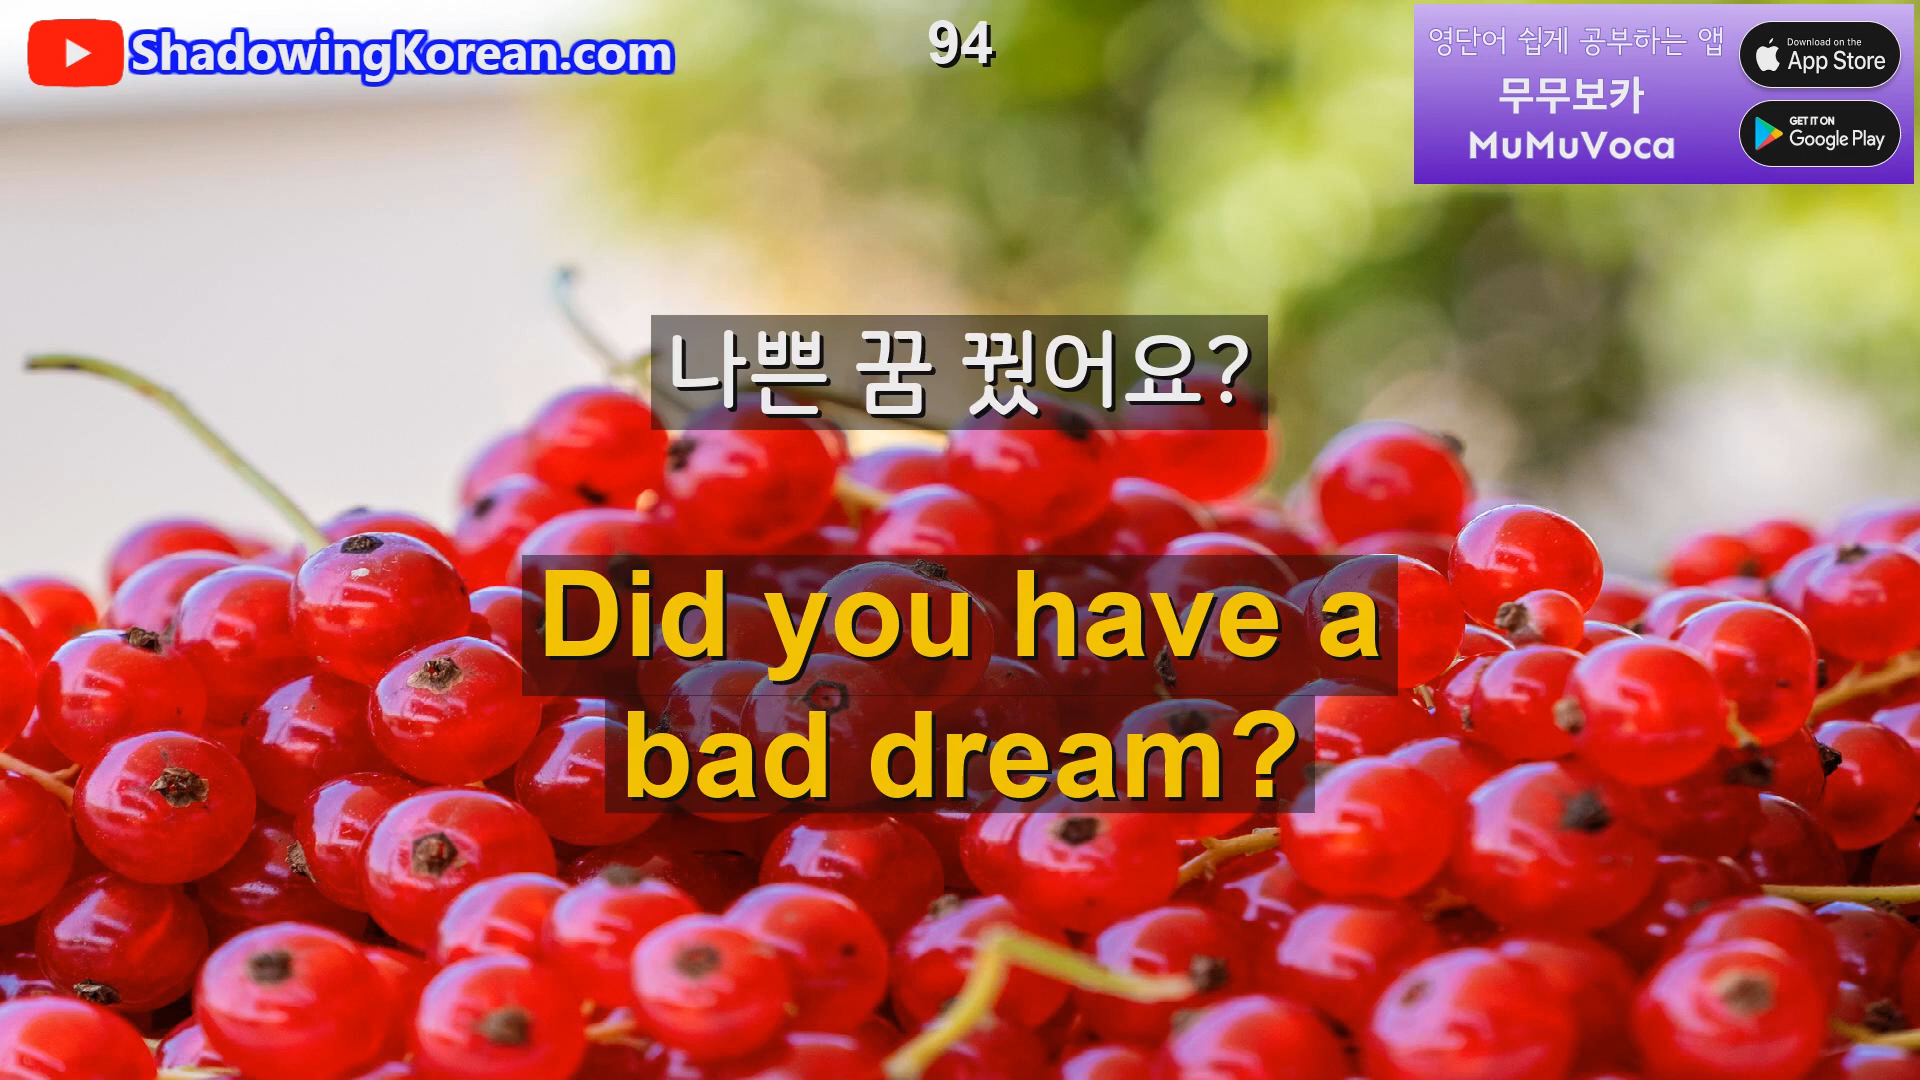 ShadowingKorean.com
94
영단어 쉽게 공부하는 앱
무무보카
MuMuVoca
Download on the
App Store
GET IT ON
Google Play
나쁜 꿈 꿨어요?
Did you have a
bad dream?